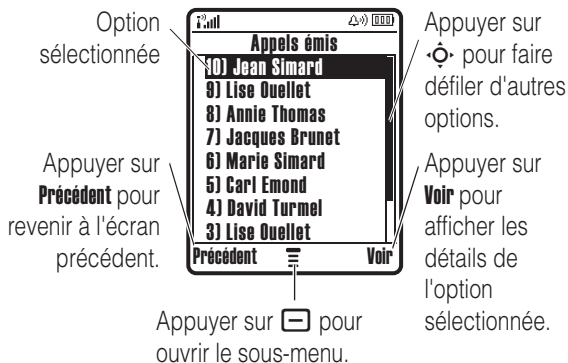 Option
sélectionnée
Appels émis
10) Jean Simard
9) Lise Ouellet
8) Annie Thomas
7) Jacques Brunet
6) Marie Simard
5) Carl Emond
4) David Turmel
3) Lise Ouellet
Précédent
Voir
Appuyer sur
pour faire
défiler d'autres
options.
Appuyer sur
Précédent pour
revenir à l'écran
précédent.
Appuyer sur
Voir pour
afficher les
détails de
l'option
sélectionnée.
Appuyer sur pour
ouvrir le sous-menu.